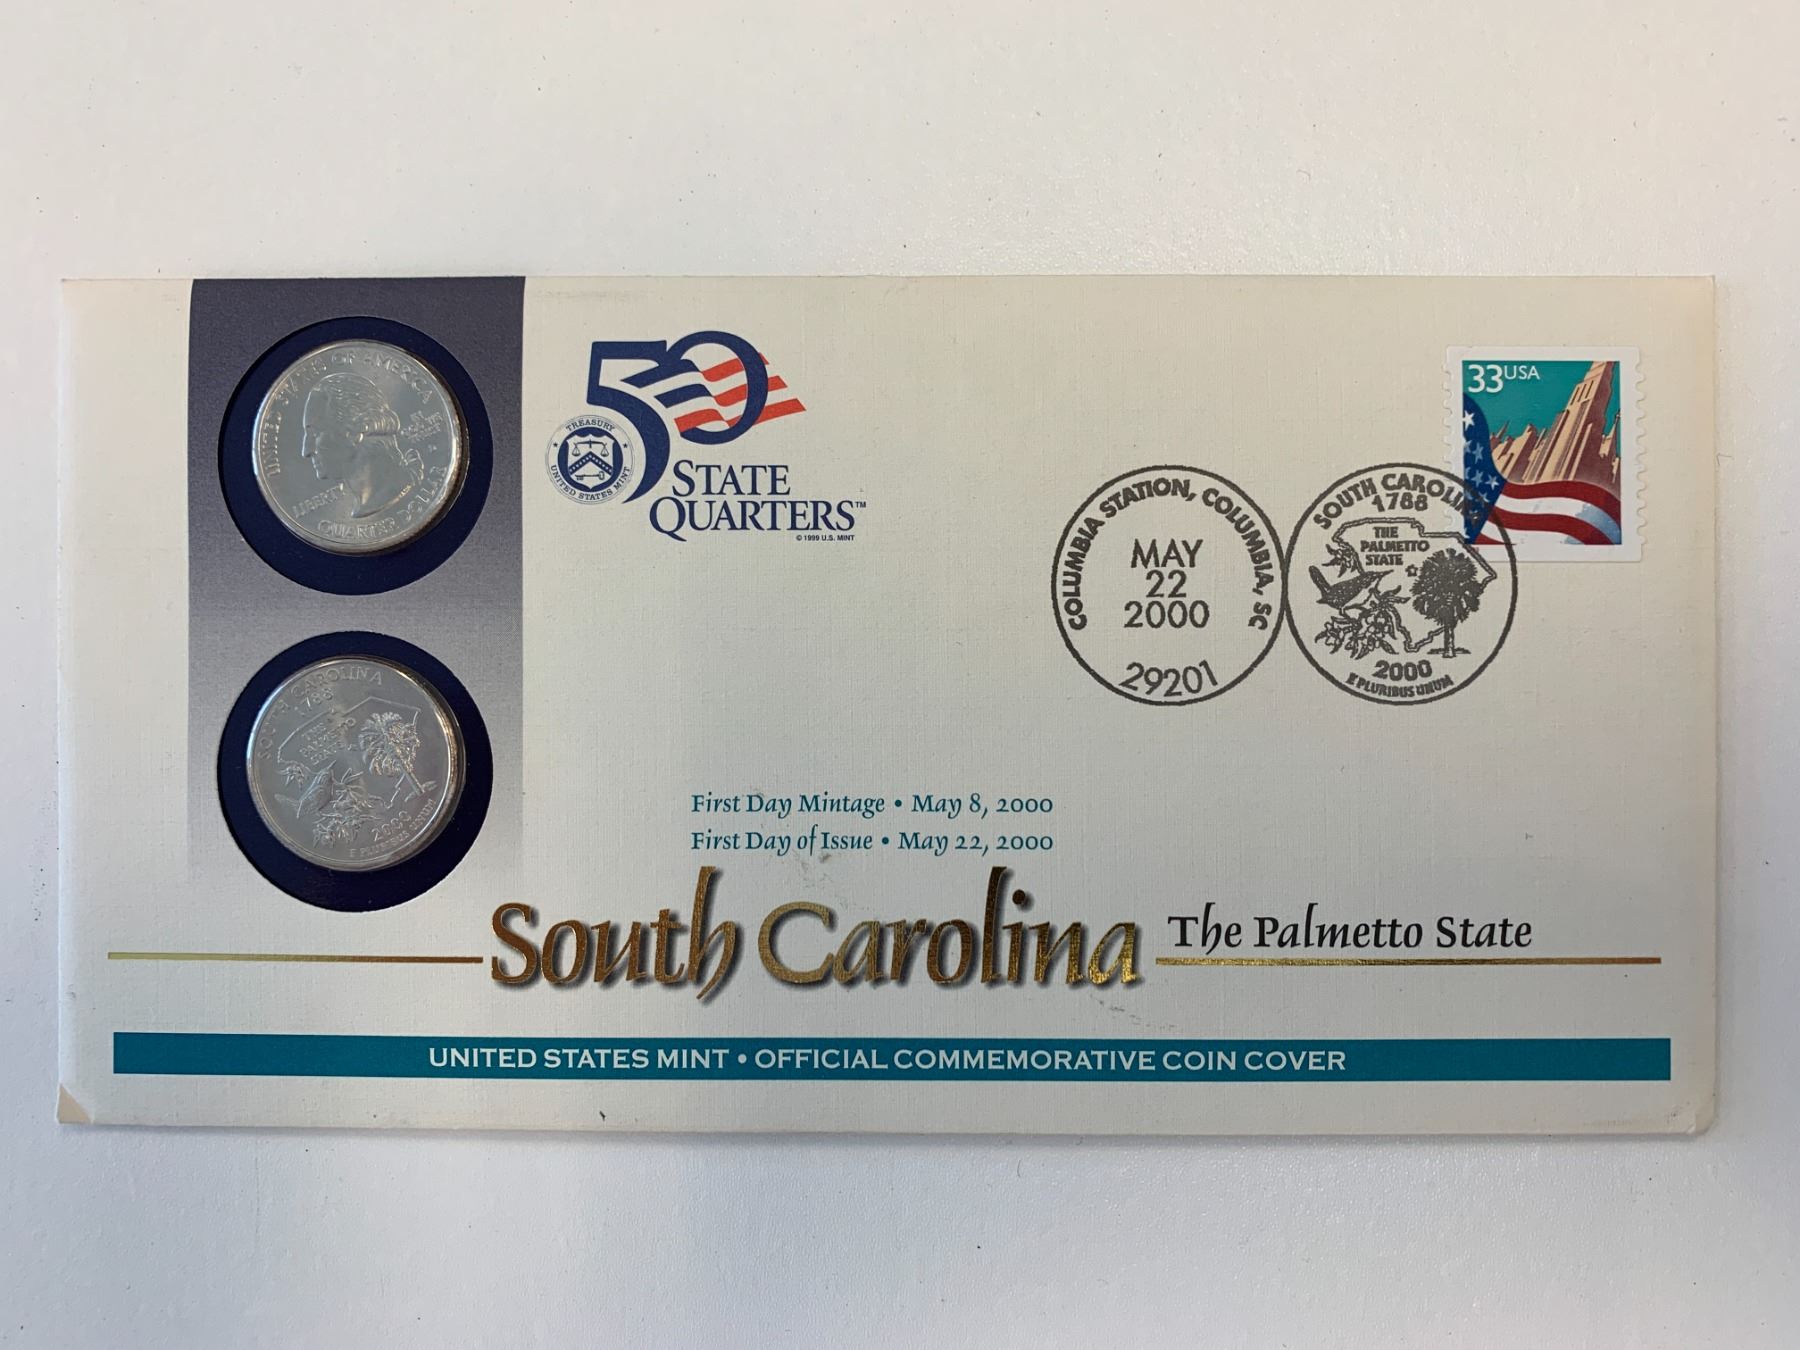 UNITED STATES OF AMERICA
LIBERTY
IN GOD WE TRUST
QUARTER DOLLAR
SOUTH CAROLINA
1788
THE
PALMETTO
STATE
2000
E PLURIBUS UNUM
50
TREASURY
UNITED STATES MINT
STATE
QUARTERS™
© 1999 U.S. MINT
33USA
COLUMBIA STATION, COLUMBIA, SC
MAY
22
2000
29201
SOUTH CAROLINA
1788
THE
PALMETTO
STATE
2000
E PLURIBUS UNUM
First Day Mintage • May 8, 2000
First Day of Issue • May 22, 2000
South Carolina The Palmetto State
UNITED STATES MINT • OFFICIAL COMMEMORATIVE COIN COVER